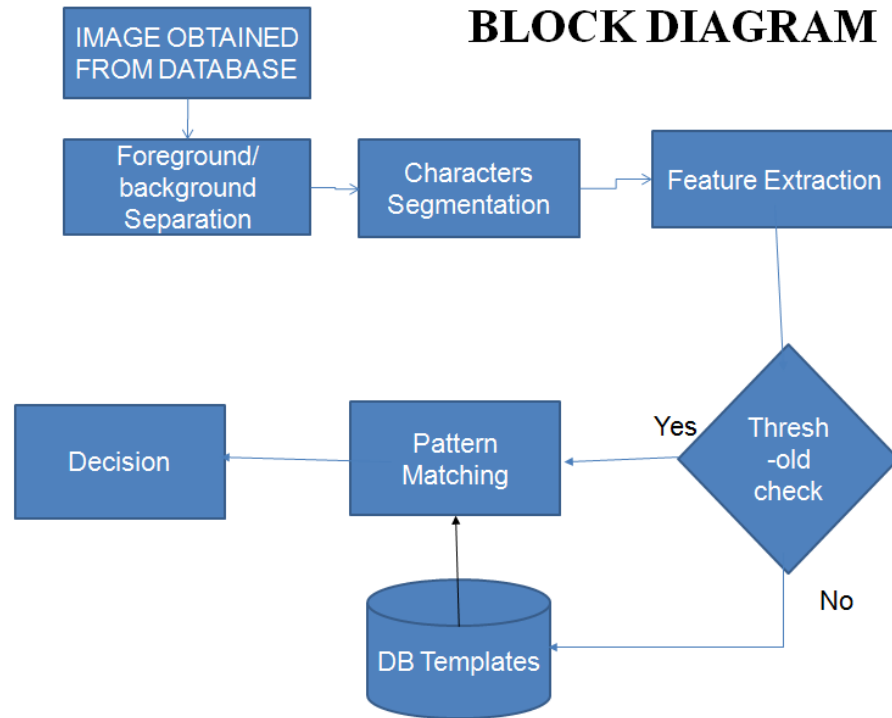 BLOCK DIAGRAM
IMAGE OBTAINED
FROM DATABASE
Foreground/
background
Separation
Characters
Segmentation
Feature Extraction
Thresh
-old
check
Yes
No
Pattern
Matching
Decision
DB Templates